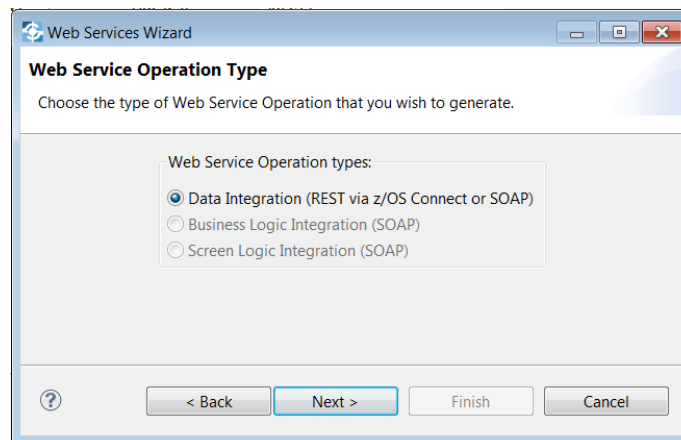 Web Services Wizard
Web Service Operation Type
Choose the type of Web Service Operation that you wish to generate.
Web Service Operation types:
Data Integration (REST via z/OS Connect or SOAP)
Business Logic Integration (SOAP)
Screen Logic Integration (SOAP)
? < Back Next > Finish Cancel